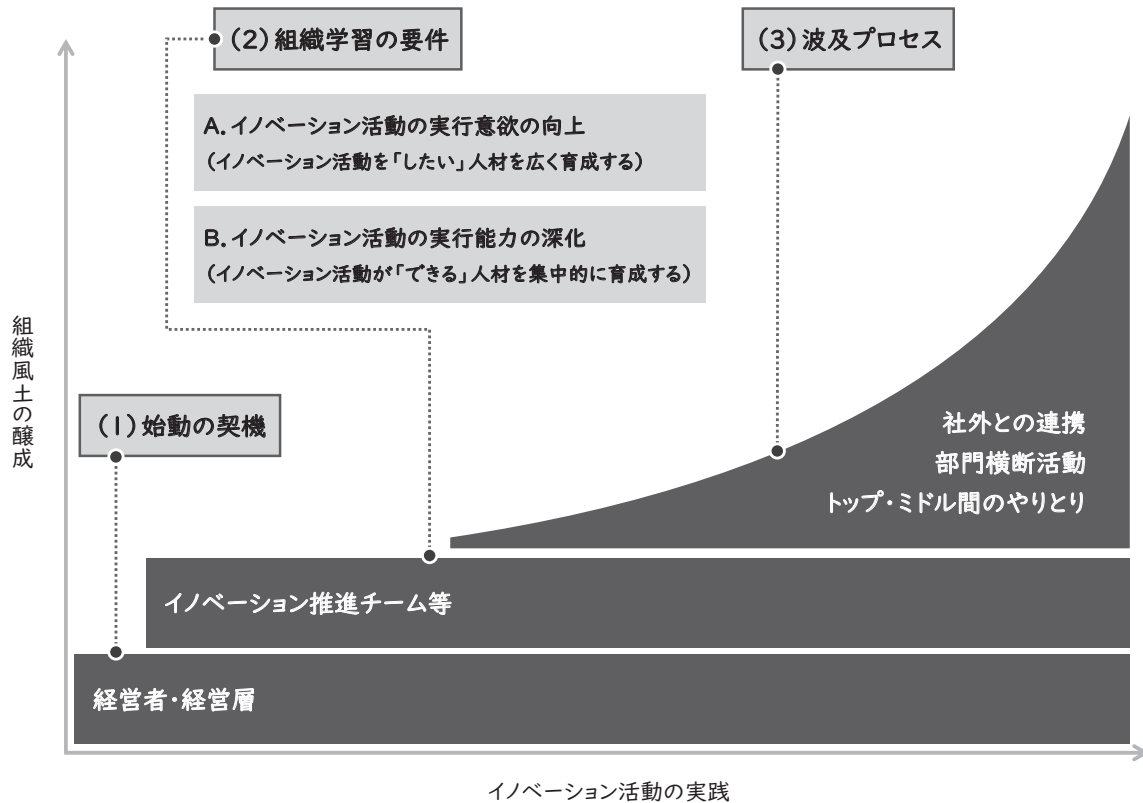 (2)組織学習の要件
(3)波及プロセス
A.イノベーション活動の実行意欲の向上
(イノベーション活動を「したい」人材を広く育成する)
B.イノベーション活動の実行能力の深化
(イノベーション活動が「できる」人材を集中的に育成する)
組織風土の醸成
(1)始動の契機
社外との連携
部門横断活動
トップ・ミドル間のやりとり
イノベーション推進チーム等
経営者・経営層
イノベーション活動の実践